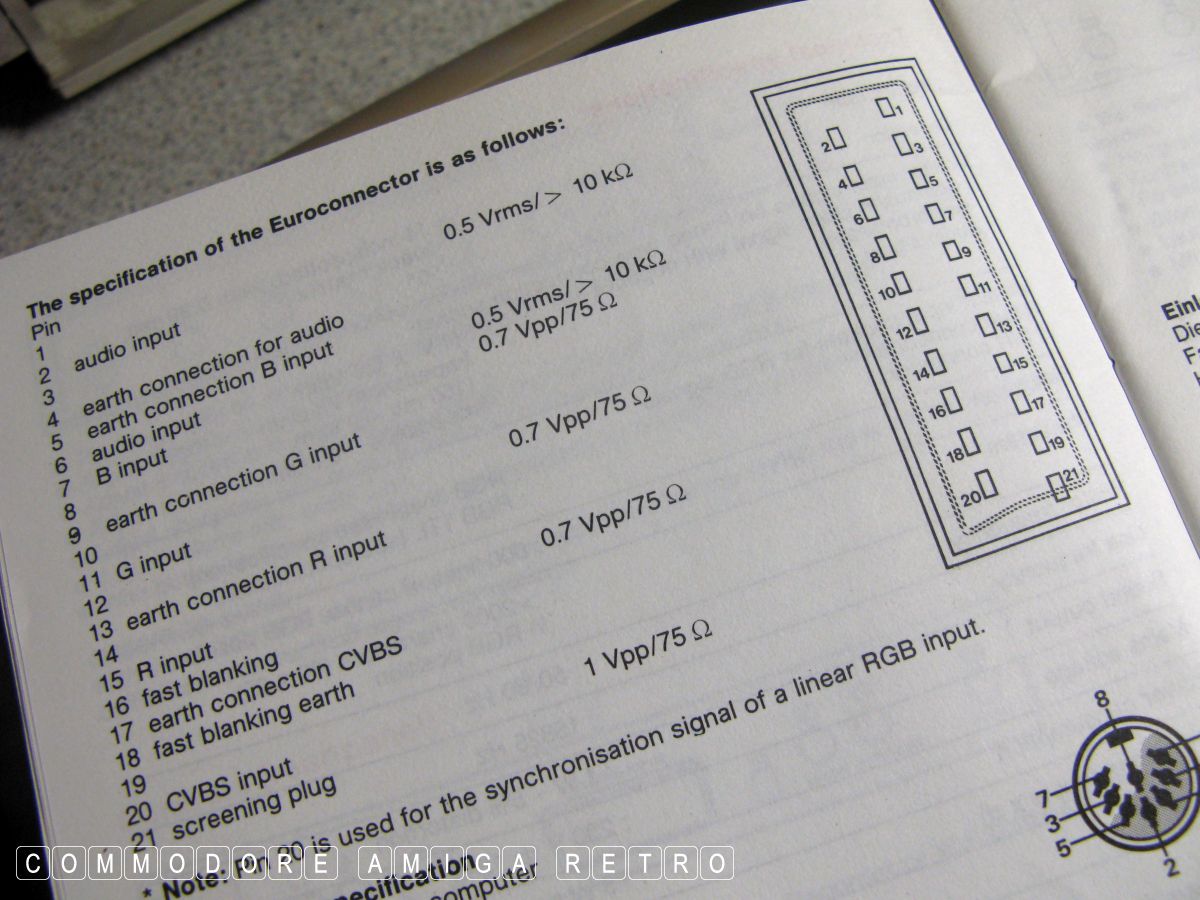 The specification of the Euroconnector is as follows:
Pin
1
2 audio input 0.5 Vrms/ > 10 kΩ
3
4 earth connection for audio
5 earth connection B input
6 audio input 0.5 Vrms/ > 10 kΩ
7 B input 0.7 Vpp/75 Ω
8
9 earth connection G input
10
11 G input 0.7 Vpp/75 Ω
12
13 earth connection R input
14
15 R input 0.7 Vpp/75 Ω
16 fast blanking
17 earth connection CVBS
18 fast blanking earth
19
20 CVBS input 1 Vpp/75 Ω
21 screening plug
* Note: Pin 20 is used for the synchronisation signal of a linear RGB input.
computer
1
2
3
4
5
6
7
8
9
10
11
12
13
14
15
16
17
18
19
20
21
8
7
3
5
2
Die
COMMODORE AMIGA RETRO